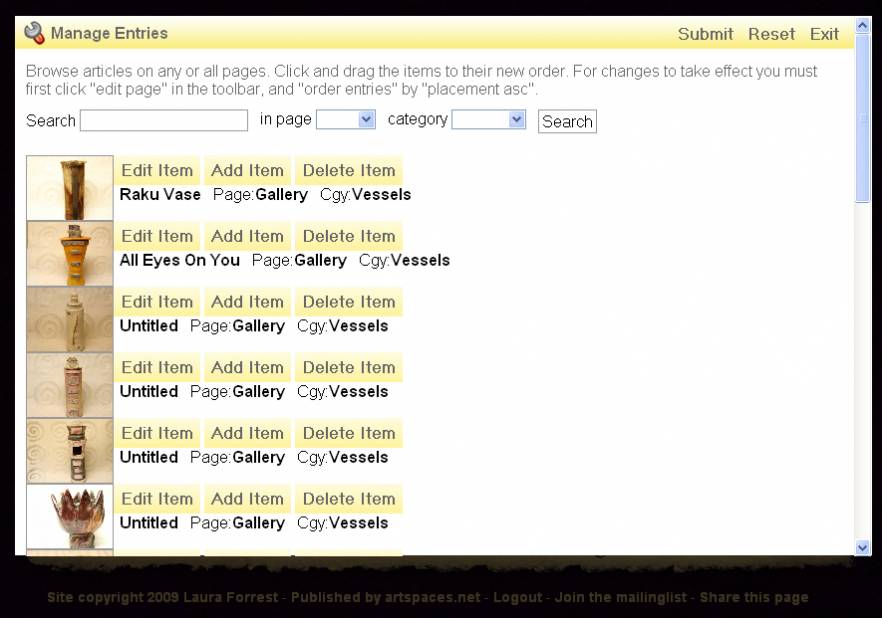 Manage Entries Submit Reset Exit
Browse articles on any or all pages. Click and drag the items to their new order. For changes to take effect you must
first click "edit page" in the toolbar, and "order entries" by "placement asc".
Search in page category Search
Edit Item Add Item Delete Item
Raku Vase Page:Gallery Cgy:Vessels
Edit Item Add Item Delete Item
All Eyes On You Page:Gallery Cgy:Vessels
Edit Item Add Item Delete Item
Untitled Page:Gallery Cgy:Vessels
Edit Item Add Item Delete Item
Untitled Page:Gallery Cgy:Vessels
Edit Item Add Item Delete Item
Untitled Page:Gallery Cgy:Vessels
Edit Item Add Item Delete Item
Untitled Page:Gallery Cgy:Vessels
Site copyright 2009 Laura Forrest - Published by artspaces.net - Logout - Join the mailinglist - Share this page